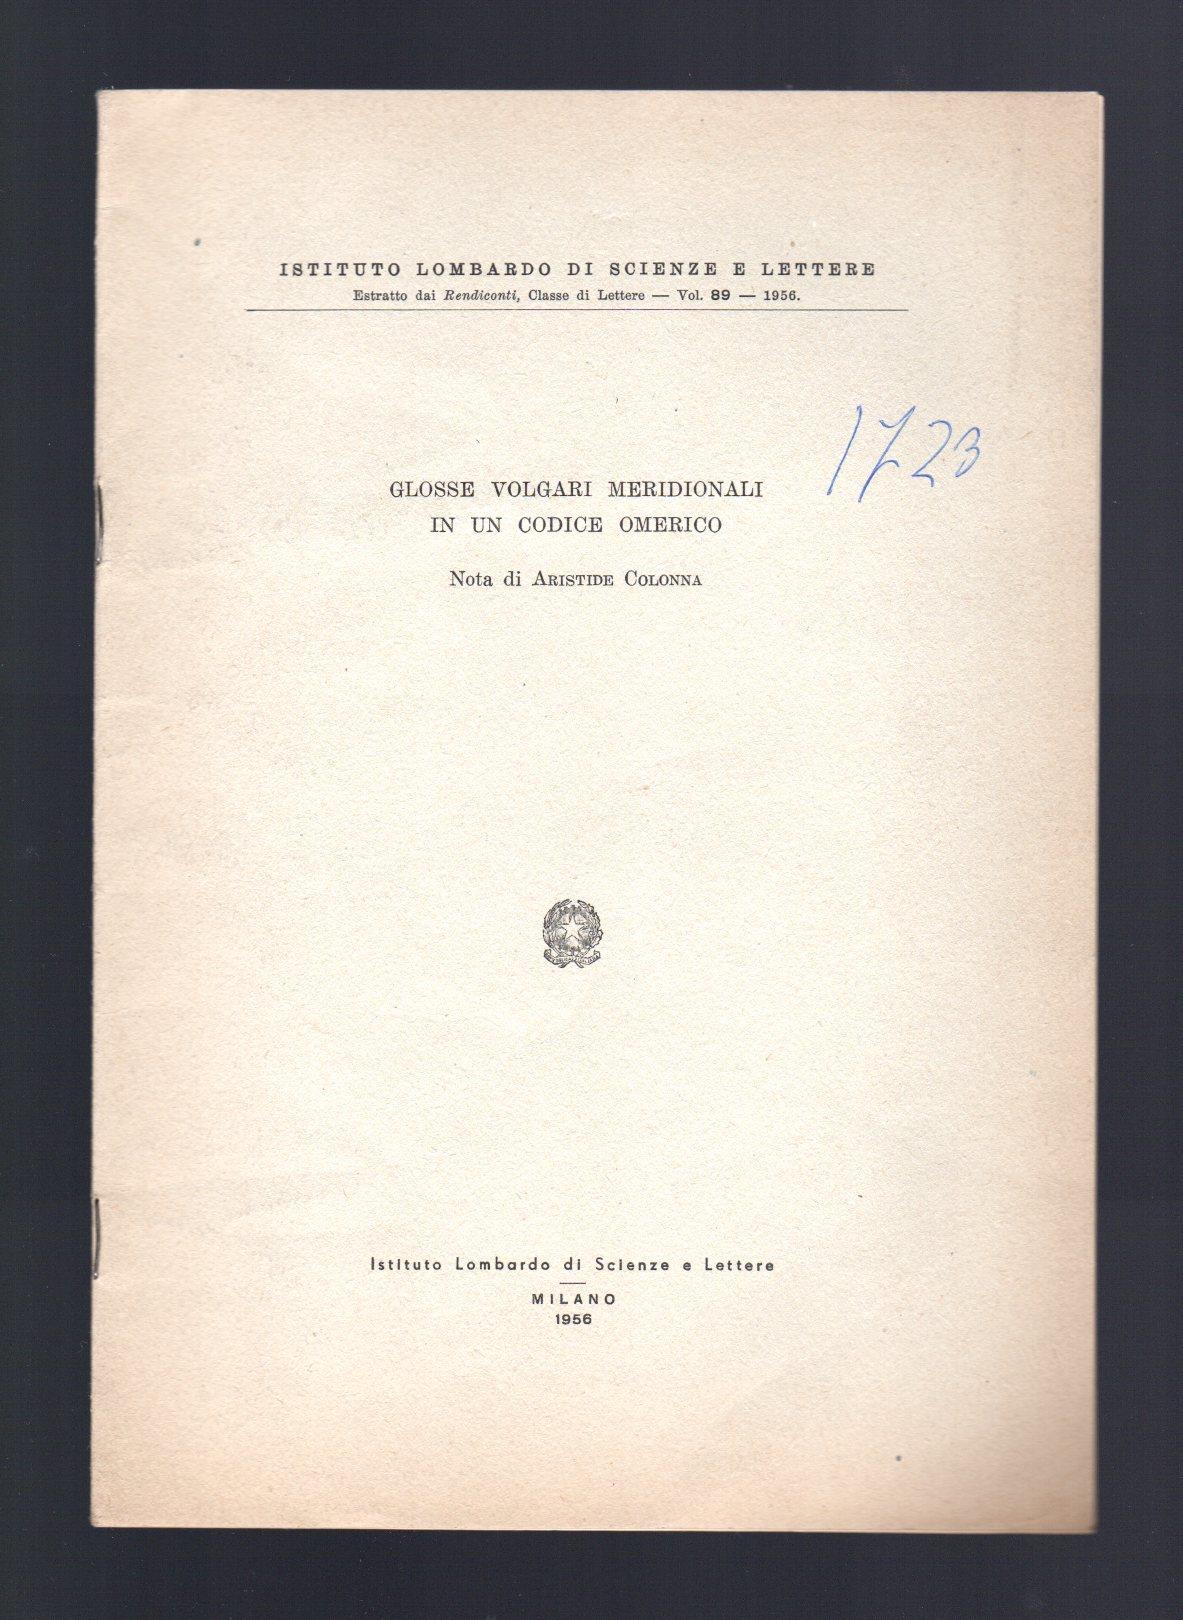 ISTITUTO LOMBARDO DI SCIENZE E LETTERE
Estratto dai Rendiconti, Classe di Lettere — Vol. 89 — 1956.
1723
GLOSSE VOLGARI MERIDIONALI
IN UN CODICE OMERICO
Nota di ARISTIDE COLONNA
Istituto Lombardo di Scienze e Lettere
MILANO
1956